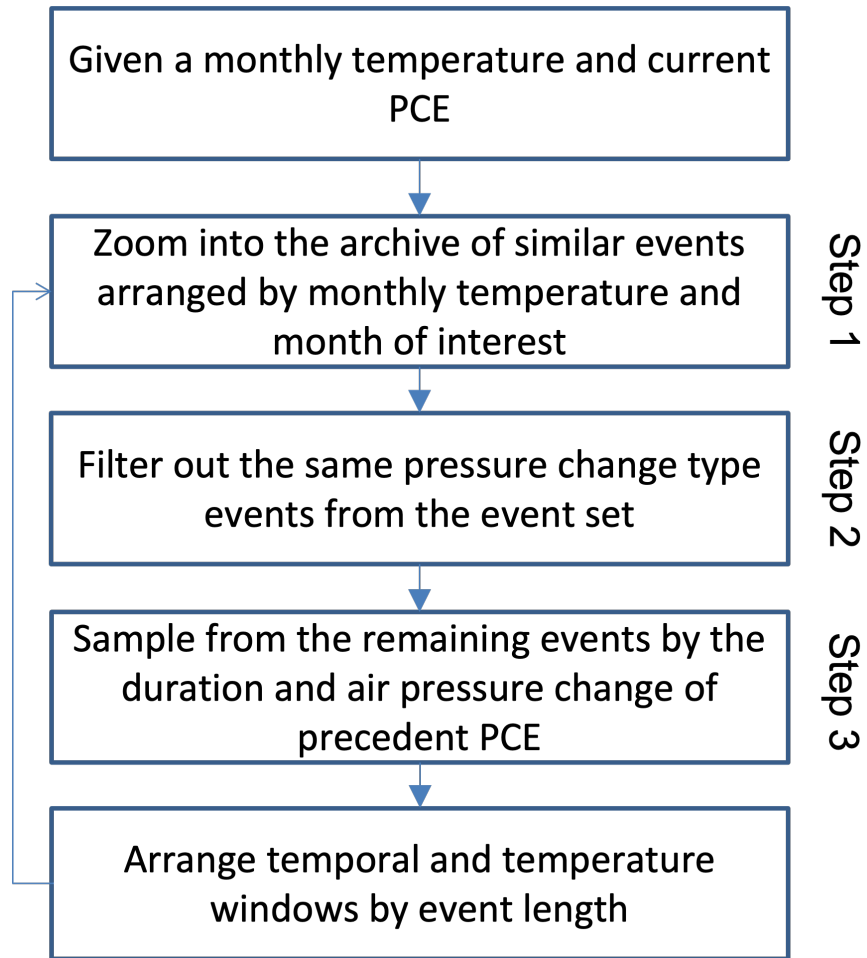 Given a monthly temperature and current
PCE
Zoom into the archive of similar events
arranged by monthly temperature and
month of interest
Step 1
Filter out the same pressure change type
events from the event set
Step 2
Sample from the remaining events by the
duration and air pressure change of
precedent PCE
Step 3
Arrange temporal and temperature
windows by event length